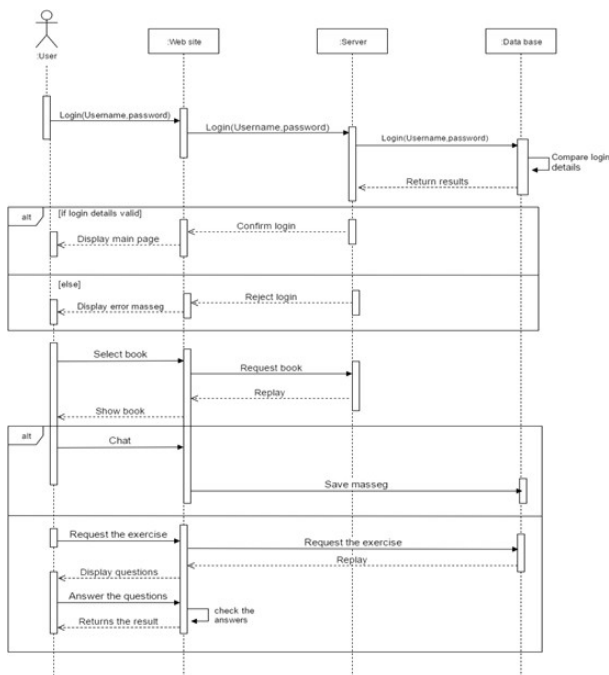 :User
:Web site
:Server
:Data base
Login(Username,password)
Login(Username,password)
Login(Username,password)
Compare login
details
Return results
alt
[if login details valid]
Confirm login
Display main page
[else]
Reject login
Display error masseg
Select book
Request book
Replay
Show book
alt
Chat
Save masseg
Request the exercise
Request the exercise
Replay
Display questions
Answer the questions
check the
answers
Returns the result